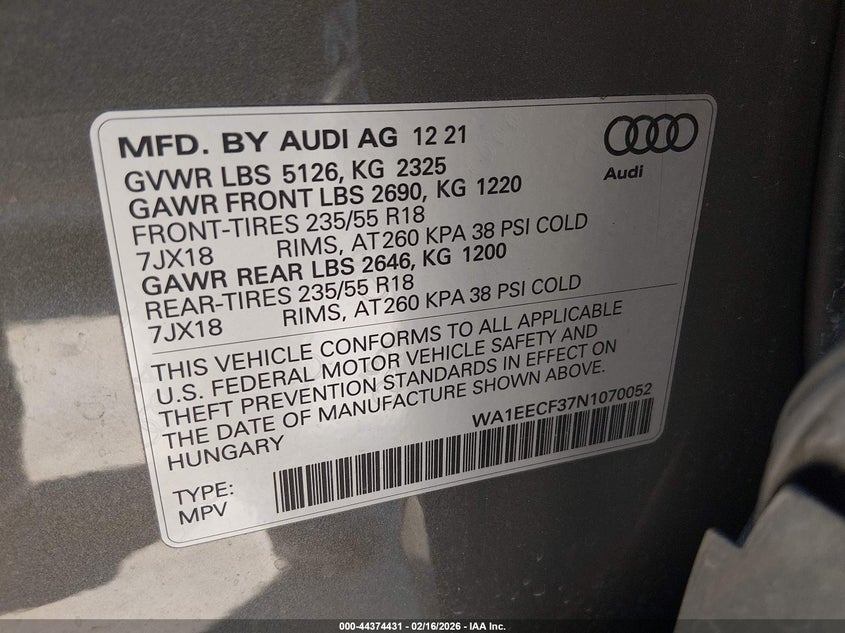 MFD. BY AUDI AG 12 21
Audi
GVWR LBS 5126, KG 2325
GAWR FRONT LBS 2690, KG 1220
FRONT-TIRES 235/55 R18
7JX18 RIMS, AT 260 KPA 38 PSI COLD
GAWR REAR LBS 2646, KG 1200
REAR-TIRES 235/55 R18
7JX18 RIMS, AT 260 KPA 38 PSI COLD
THIS VEHICLE CONFORMS TO ALL APPLICABLE
U.S. FEDERAL MOTOR VEHICLE SAFETY AND
THEFT PREVENTION STANDARDS IN EFFECT ON
THE DATE OF MANUFACTURE SHOWN ABOVE.
HUNGARY WA1EECF37N1070052
TYPE:
MPV
000-44374431 - 02/16/2026 - IAA Inc.